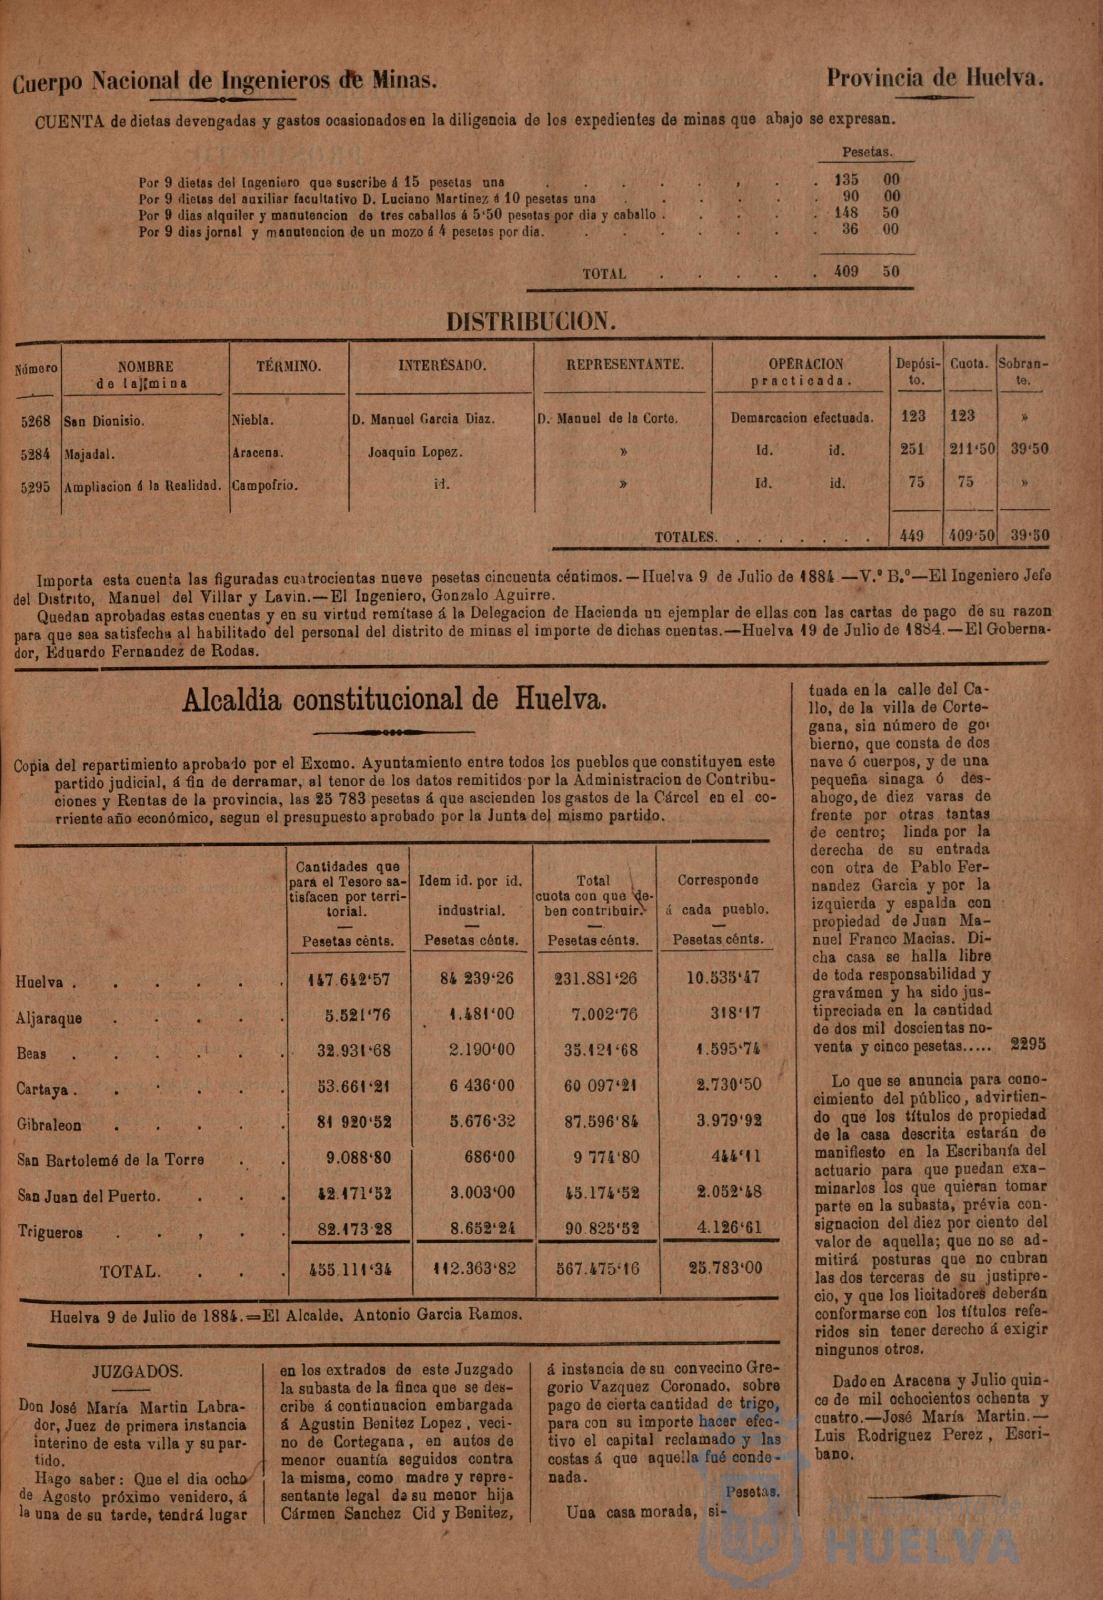 Cuerpo Nacional de Ingenieros de Minas.
Provincia de Huelva.
CUENTA de dietas devengadas y gastos ocasionados en la diligencia de los expedientes de minas que abajo se expresan.
Pesetas.
Por 9 dietas del Ingeniero que suscribe á 15 pesetas una . . . . . , . . 135 00
Por 9 dietas del auxiliar facultativo D. Luciano Martinez á 10 pesetas una . . . . . . 90 00
Por 9 dias alquiler y manutencion de tres caballos á 5'50 pesetas por dia y caballo . . . . . 148 50
Por 9 dias jornal y manutencion de un mozo á 4 pesetas por dia. . . . . . . . 36 00
TOTAL . . . . . . 409 50
DISTRIBUCION.
Número NOMBRE de la mina TÉRMINO. INTERESADO. REPRESENTANTE. OPERACION practicada. Depósi-to. Cuota. Sobran-te.
5268 San Dionisio. Niebla. D. Manuel Garcia Diaz. D. Manuel de la Corte. Demarcacion efectuada. 123 123 »
5284 Majadal. Aracena. Joaquin Lopez. » Id. id. 251 211'50 39'50
5295 Ampliacion á la Realidad. Campofrio. id. » Id. id. 75 75 »
TOTALES. . . . . . . . 449 409'50 39'50
Importa esta cuenta las figuradas cuatrocientas nueve pesetas cincuenta céntimos.—Huelva 9 de Julio de 1884.—V.º B.º—El Ingeniero Jefe
del Distrito, Manuel del Villar y Lavin.—El Ingeniero, Gonzalo Aguirre.
Quedan aprobadas estas cuentas y en su virtud remítase á la Delegacion de Hacienda un ejemplar de ellas con las cartas de pago de su razon
para que sea satisfecha al habilitado del personal del distrito de minas el importe de dichas cuentas.—Huelva 19 de Julio de 1884.—El Goberna-
dor, Eduardo Fernandez de Rodas.
Alcaldía constitucional de Huelva.
Copia del repartimiento aprobado por el Excmo. Ayuntamiento entre todos los pueblos que constituyen este
partido judicial, á fin de derramar, al tenor de los datos remitidos por la Administracion de Contribu-
ciones y Rentas de la provincia, las 25 783 pesetas á que ascienden los gastos de la Cárcel en el co-
rriente año económico, segun el presupuesto aprobado por la Junta del mismo partido.
Cantidades que
pará el Tesoro sa-
tisfacen por terri-
torial.
Pesetas cénts.
Idem id. por id.
industrial.
Pesetas cénts.
Total
cuota con que de-
ben contribuir.
Pesetas cénts.
Corresponde
á cada pueblo.
Pesetas cénts.
Huelva . . . . . . 147.642'57 84 239'26 231.881'26 10.535'47
Aljaraque . . . . . 5.521'76 1.481'00 7.002'76 318'17
Beas . . . . . . 32.931'68 2.190'00 35.121'68 1.595'74
Cartaya . . . . . . 53.661'21 6 436'00 60 097'21 2.730'50
Gibraleon . . . . . 81 920'52 5.676'32 87.596'84 3.979'92
San Bartolomé de la Torre . . 9.088'80 686'00 9 774'80 444'11
San Juan del Puerto. . . . 42.171'52 3.003'00 45.174'52 2.052'48
Trigueros . . , . . 82.173 28 8.652'24 90.825'52 4.126'61
TOTAL. . . . 455.111'34 112.363'82 567.475'16 25.783'00
Huelva 9 de Julio de 1884.=El Alcalde, Antonio Garcia Ramos.
JUZGADOS.
Don José María Martin Labra-
dor, Juez de primera instancia
interino de esta villa y su par-
tido.
Hago saber: Que el dia ocho
de Agosto próximo venidero, á
la una de su tarde, tendrá lugar
en los extrados de este Juzgado
la subasta de la finca que se des-
cribe á continuacion embargada
á Agustin Benitez Lopez, veci-
no de Cortegana, en autos de
menor cuantía seguidos contra
la misma, como madre y repre-
sentante legal de su menor hija
Cármen Sanchez Cid y Benitez,
á instancia de su convecino Gre-
gorio Vazquez Coronado, sobre
pago de cierta cantidad de trigo,
para con su importe hacer efec-
tivo el capital reclamado y las
costas á que aquella fué conde-
nada.
Pesetas.
Una casa morada, si-
tuada en la calle del Ca-
llo, de la villa de Corte-
gana, sin número de go-
bierno, que consta de dos
nave ó cuerpos, y de una
pequeña sinaga ó des-
ahogo, de diez varas de
frente por otras tantas
de centro; linda por la
derecha de su entrada
con otra de Pablo Fer-
nandez Garcia y por la
izquierda y espalda con
propiedad de Juan Ma-
nuel Franco Macias. Di-
cha casa se halla libre
de toda responsabilidad y
gravámen y ha sido jus-
tipreciada en la cantidad
de dos mil doscientas no-
venta y cinco pesetas..... 2295
Lo que se anuncia para cono-
cimiento del público, advirtien-
do que los títulos de propiedad
de la casa descrita estarán de
manifiesto en la Escribanía del
actuario para que puedan exa-
minarlos los que quieran tomar
parte en la subasta, prévia con-
signacion del diez por ciento del
valor de aquella; que no se ad-
mitirá posturas que no cubran
las dos terceras de su justipre-
cio, y que los licitadores deberán
conformarse con los títulos refe-
ridos sin tener derecho á exigir
ningunos otros.
Dado en Aracena y Julio quin-
ce de mil ochocientos ochenta y
cuatro.—José María Martin.—
Luis Rodriguez Perez, Escri-
bano.
Ayuntamiento de
HUELVA